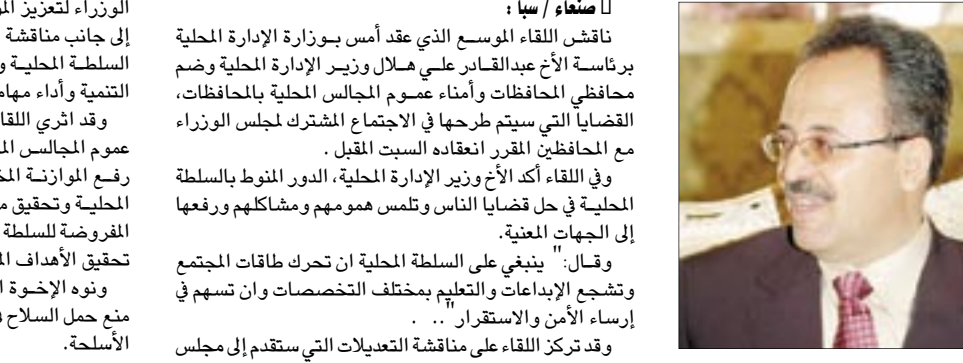 صنعاء / سبأ :
ناقش اللقاء الموسع الذي عقد أمس بوزارة الإدارة المحلية
برئاسة الأخ عبدالقادر علي هلال وزير الإدارة المحلية وضم
محافظي المحافظات وأمناء عموم المجالس المحلية بالمحافظات،
القضايا التي سيتم طرحها في الاجتماع المشترك لمجلس الوزراء
مع المحافظين المقرر انعقاده السبت المقبل .
وفي اللقاء أكد الأخ وزير الإدارة المحلية، الدور المنوط بالسلطة
المحلية في حل قضايا الناس وتلمس همومهم ومشاكلهم ورفعها
إلى الجهات المعنية.
وقال:" ينبغي على السلطة المحلية ان تحرك طاقات المجتمع
وتشجع الإبداعات والتعليم بمختلف التخصصات وان تسهم في
إرساء الأمن والاستقرار".. .
وقد تركز اللقاء على مناقشة التعديلات التي ستقدم إلى مجلس
الوزراء لتعزيز
إلى جانب مناقشة
السلطة المحلية و
التنمية وأداء مهام
وقد اثري اللقا
عموم المجالس
رفع الموازنة
المحلية وتحقيق
المفروضة للسلطة
تحقيق الأهداف
ونوه الإخوة
منع حمل السلاح
الأسلحة.